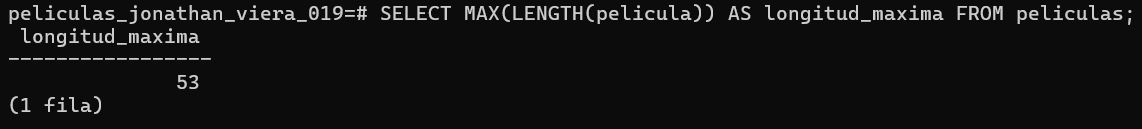 peliculas_jonathan_viera_019=# SELECT MAX(LENGTH(pelicula)) AS longitud_maxima FROM peliculas;
 longitud_maxima
-----------------
              53
(1 fila)